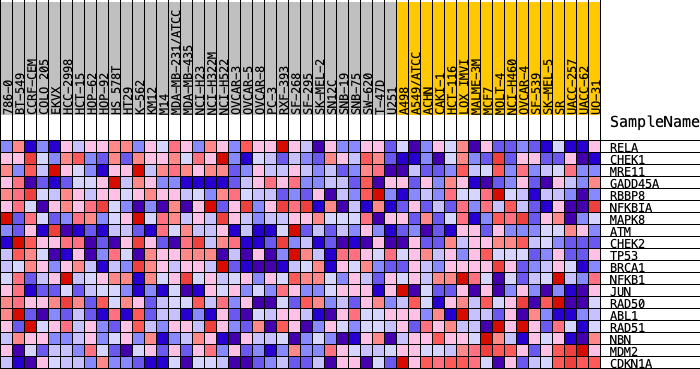 786-0
BT-549
CCRF-CEM
COLO 205
EKVX
HCC-2998
HCT-15
HOP-62
HOP-92
HS 578T
HT29
K-562
KM12
M14
MDA-MB-231/ATCC
MDA-MB-435
NCI-H23
NCI-H322M
NCI-H522
OVCAR-3
OVCAR-5
OVCAR-8
PC-3
RXF-393
SF-268
SF-295
SK-MEL-2
SN12C
SNB-19
SNB-75
SW-620
T-47D
U251
A498
A549/ATCC
ACHN
CAKI-1
HCT-116
LOX IMVI
MALME-3M
MCF7
MOLT-4
NCI-H460
OVCAR-4
SF-539
SK-MEL-5
SR
UACC-257
UACC-62
UO-31
SampleName
RELA
CHEK1
MRE11
GADD45A
RBBP8
NFKBIA
MAPK8
ATM
CHEK2
TP53
BRCA1
NFKB1
JUN
RAD50
ABL1
RAD51
NBN
MDM2
CDKN1A